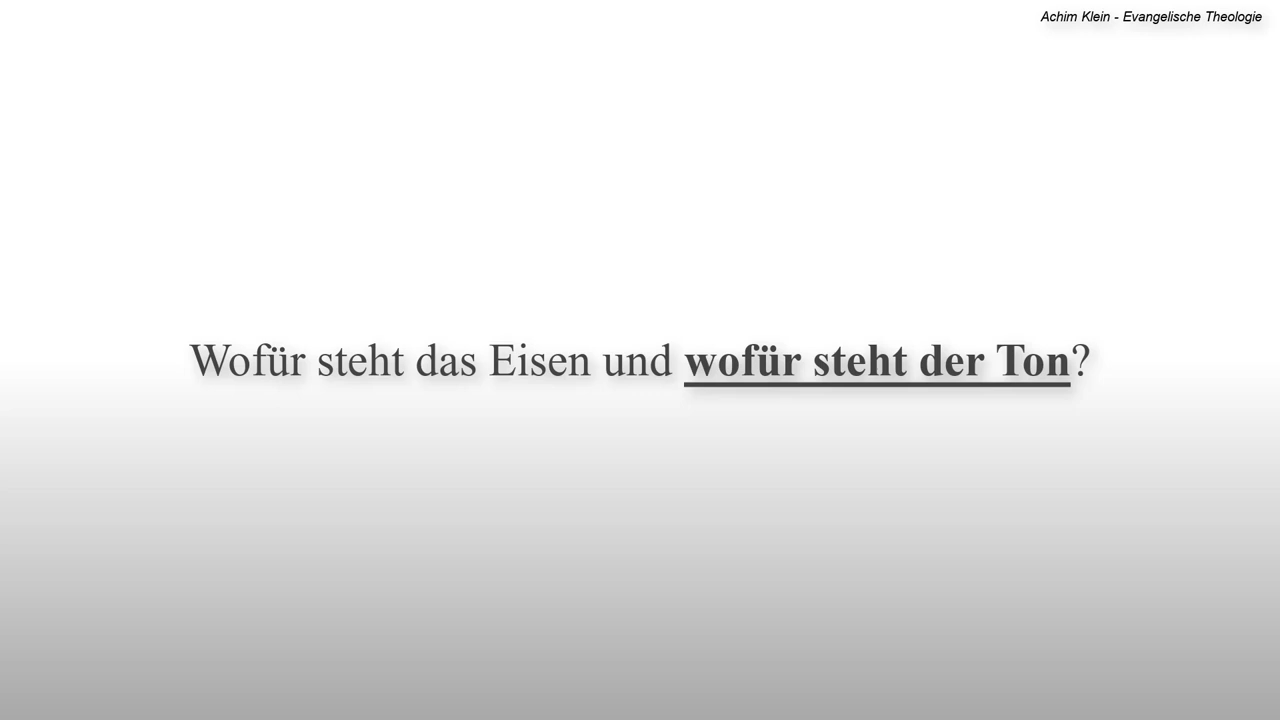 Achim Klein - Evangelische Theologie
Wofür steht das Eisen und wofür steht der Ton?